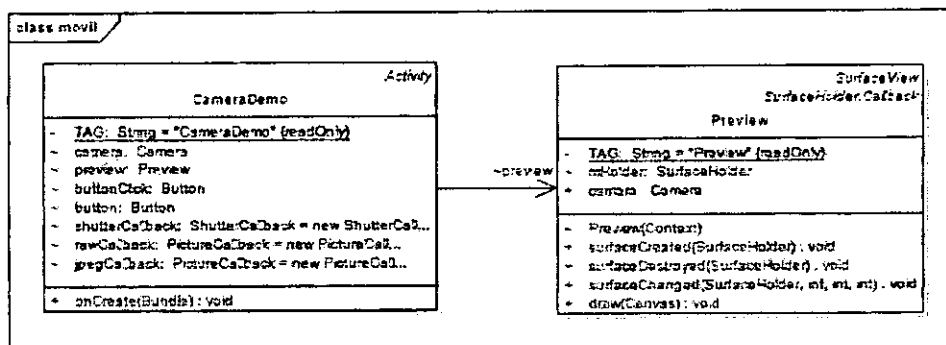 class movil
Activity
CameraDemo
- TAG: String = "CameraDemo" {readOnly}
~ camera: Camera
~ preview: Preview
~ buttonClick: Button
~ button: Button
~ shutterCallback: ShutterCallback = new ShutterCall...
~ rawCallback: PictureCallback = new PictureCall...
~ jpegCallback: PictureCallback = new PictureCall...
+ onCreate(Bundle) : void
~preview
SurfaceView
SurfaceHolder.Callback
Preview
- TAG: String = "Preview" {readOnly}
~ mHolder: SurfaceHolder
+ camera: Camera
~ Preview(Context)
+ surfaceCreated(SurfaceHolder) : void
+ surfaceDestroyed(SurfaceHolder) : void
+ surfaceChanged(SurfaceHolder, int, int, int) : void
+ draw(Canvas) : void